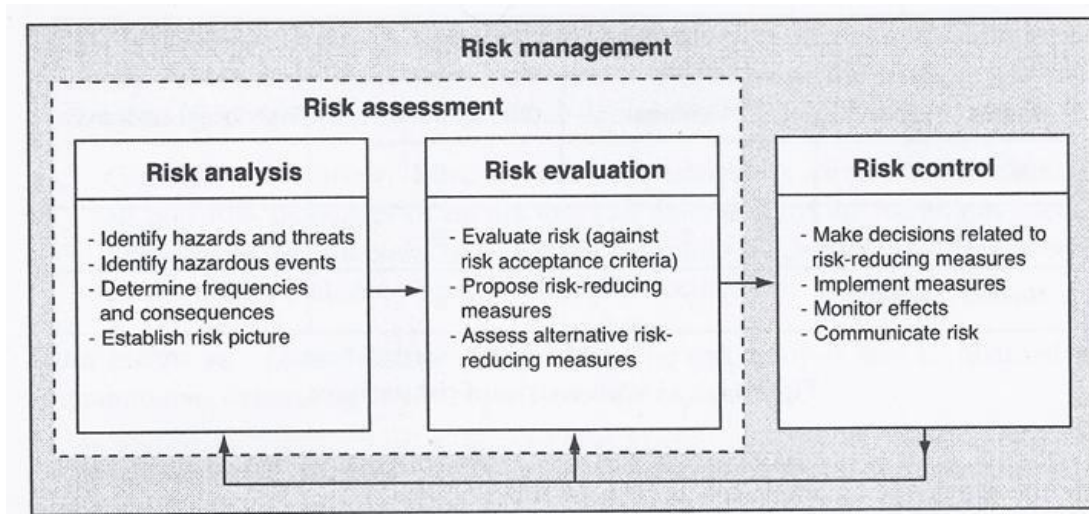 Risk management
Risk assessment
Risk analysis
- Identify hazards and threats
- Identify hazardous events
- Determine frequencies
and consequences
- Establish risk picture
Risk evaluation
- Evaluate risk (against
risk acceptance criteria)
- Propose risk-reducing
measures
- Assess alternative risk-
reducing measures
Risk control
- Make decisions related to
risk-reducing measures
- Implement measures
- Monitor effects
- Communicate risk